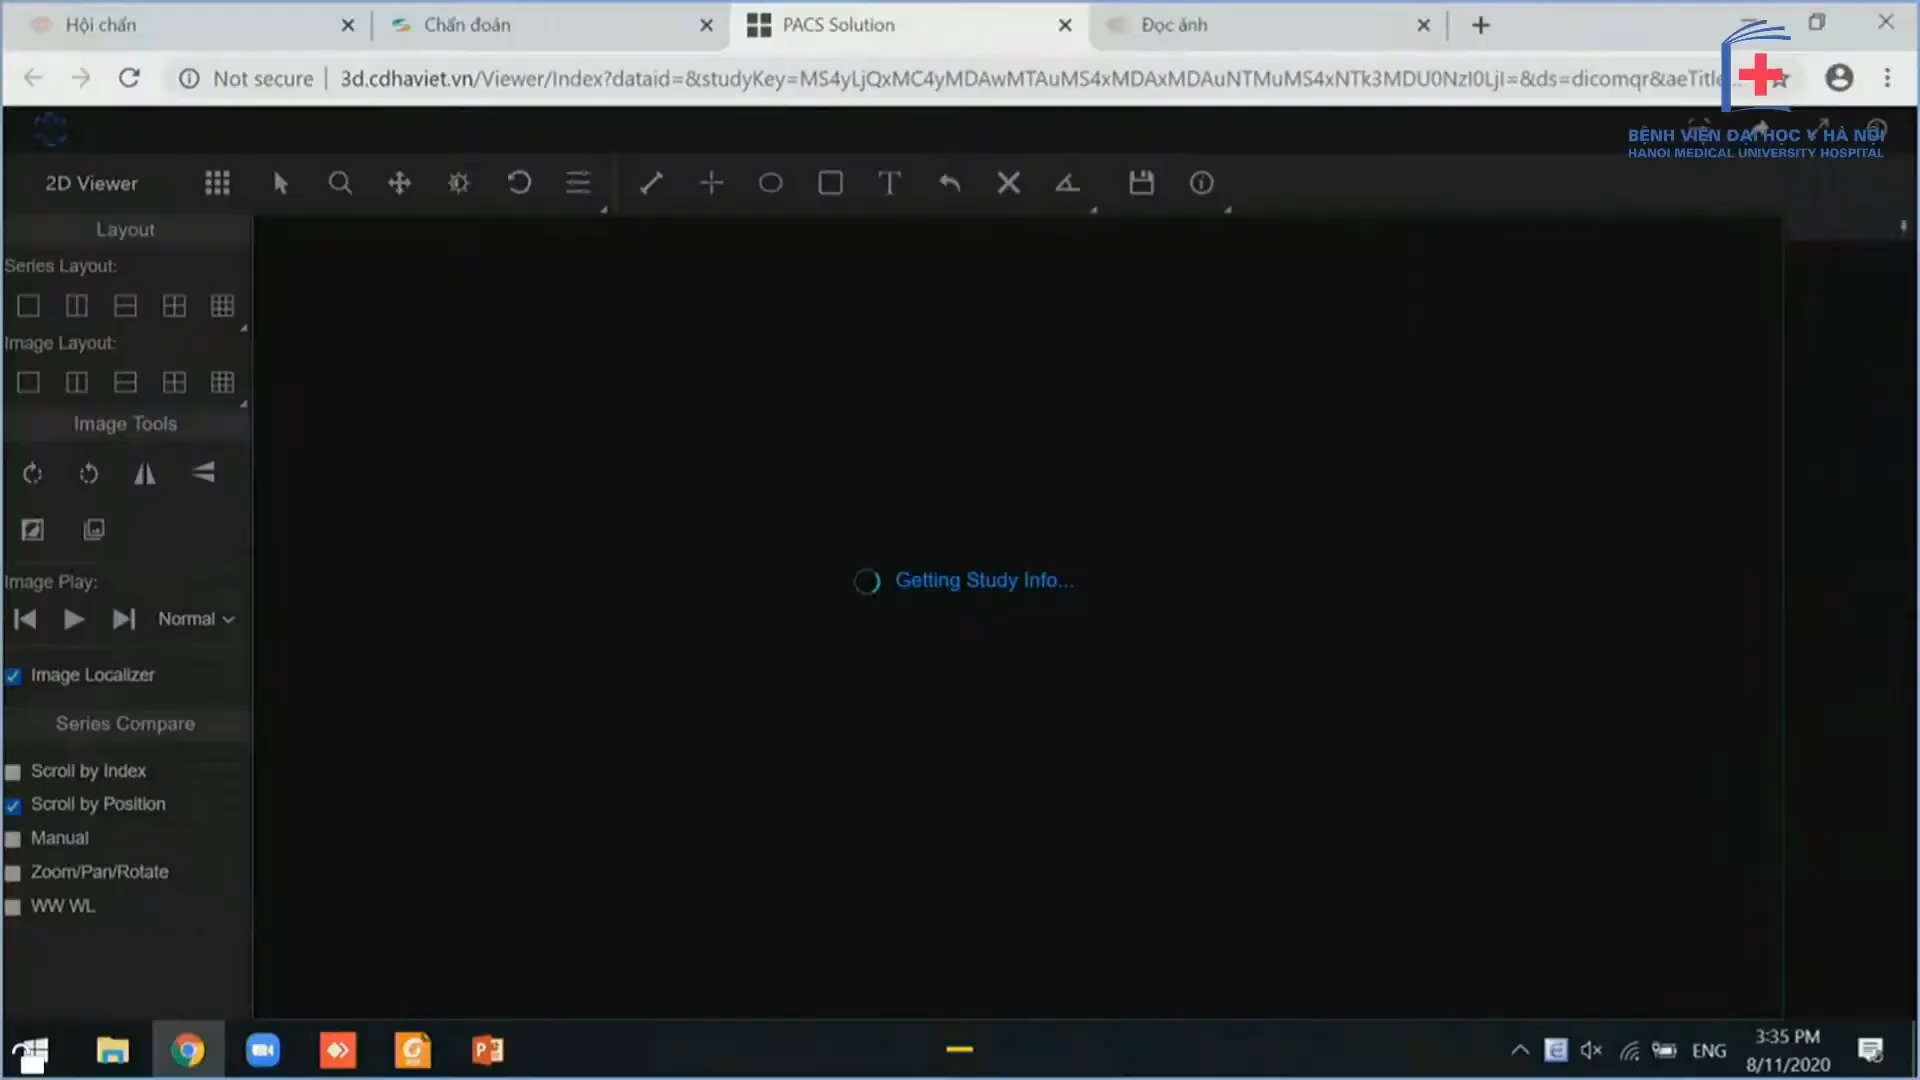 Hội chẩn
Chẩn đoán
PACS Solution
Đọc ảnh
Not secure
3d.cdhaviet.vn/Viewer/Index?dataid=&studyKey=MS4yLjQxMC4yMDAwMTAuMS4xMDAxMDAuNTMuMS4xNTk3MDU0NzI0LjI=&ds=dicomqr&aeTitle...
BỆNH VIỆN ĐẠI HỌC Y HÀ NỘI
HANOI MEDICAL UNIVERSITY HOSPITAL
2D Viewer
Layout
Series Layout:
Image Layout:
Image Tools
Image Play:
Normal
Image Localizer
Series Compare
Scroll by Index
Scroll by Position
Manual
Zoom/Pan/Rotate
WW WL
Getting Study Info...
ENG
3:35 PM
8/11/2020